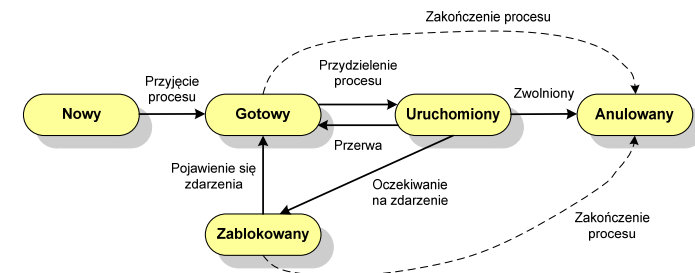 Zakończenie procesu
Przyjęcie
procesu
Przydzielenie
procesu
Zwolniony
Nowy
Gotowy
Uruchomiony
Anulowany
Przerwa
Pojawienie się
zdarzenia
Oczekiwanie
na zdarzenie
Zablokowany
Zakończenie
procesu